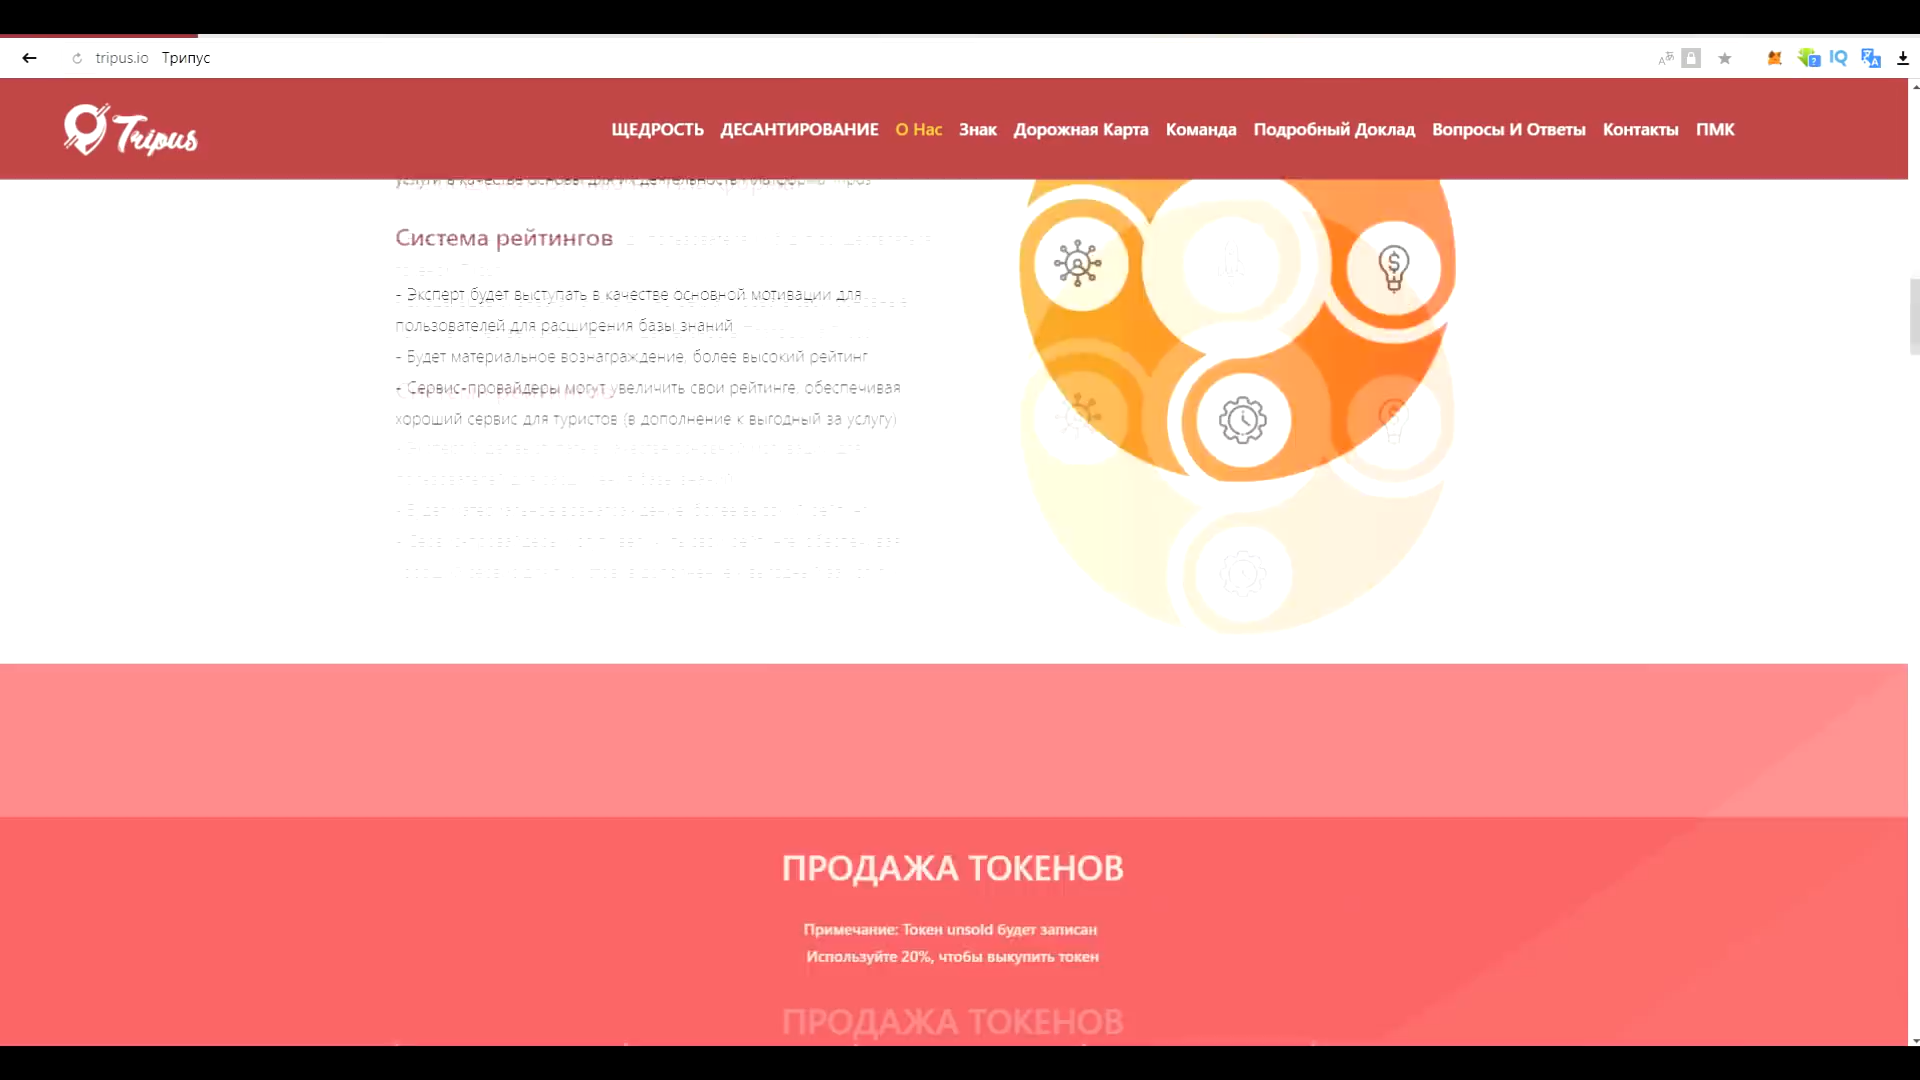 tripus.io Трипус
Tripus
ЩЕДРОСТЬ ДЕСАНТИРОВАНИЕ О Нас Знак Дорожная Карта Команда Подробный Доклад Вопросы И Ответы Контакты ПМК
Система рейтингов
- Эксперт будет выступать в качестве основной мотивации для
пользователей для расширения базы знаний
- Будет материальное вознаграждение, более высокий рейтинг
- Сервис-провайдеры могут увеличить свои рейтинге, обеспечивая
хороший сервис для туристов (в дополнение к выгодный за услугу)
ПРОДАЖА ТОКЕНОВ
Примечание: Токен unsold будет записан
Используйте 20%, чтобы выкупить токен
ПРОДАЖА ТОКЕНОВ